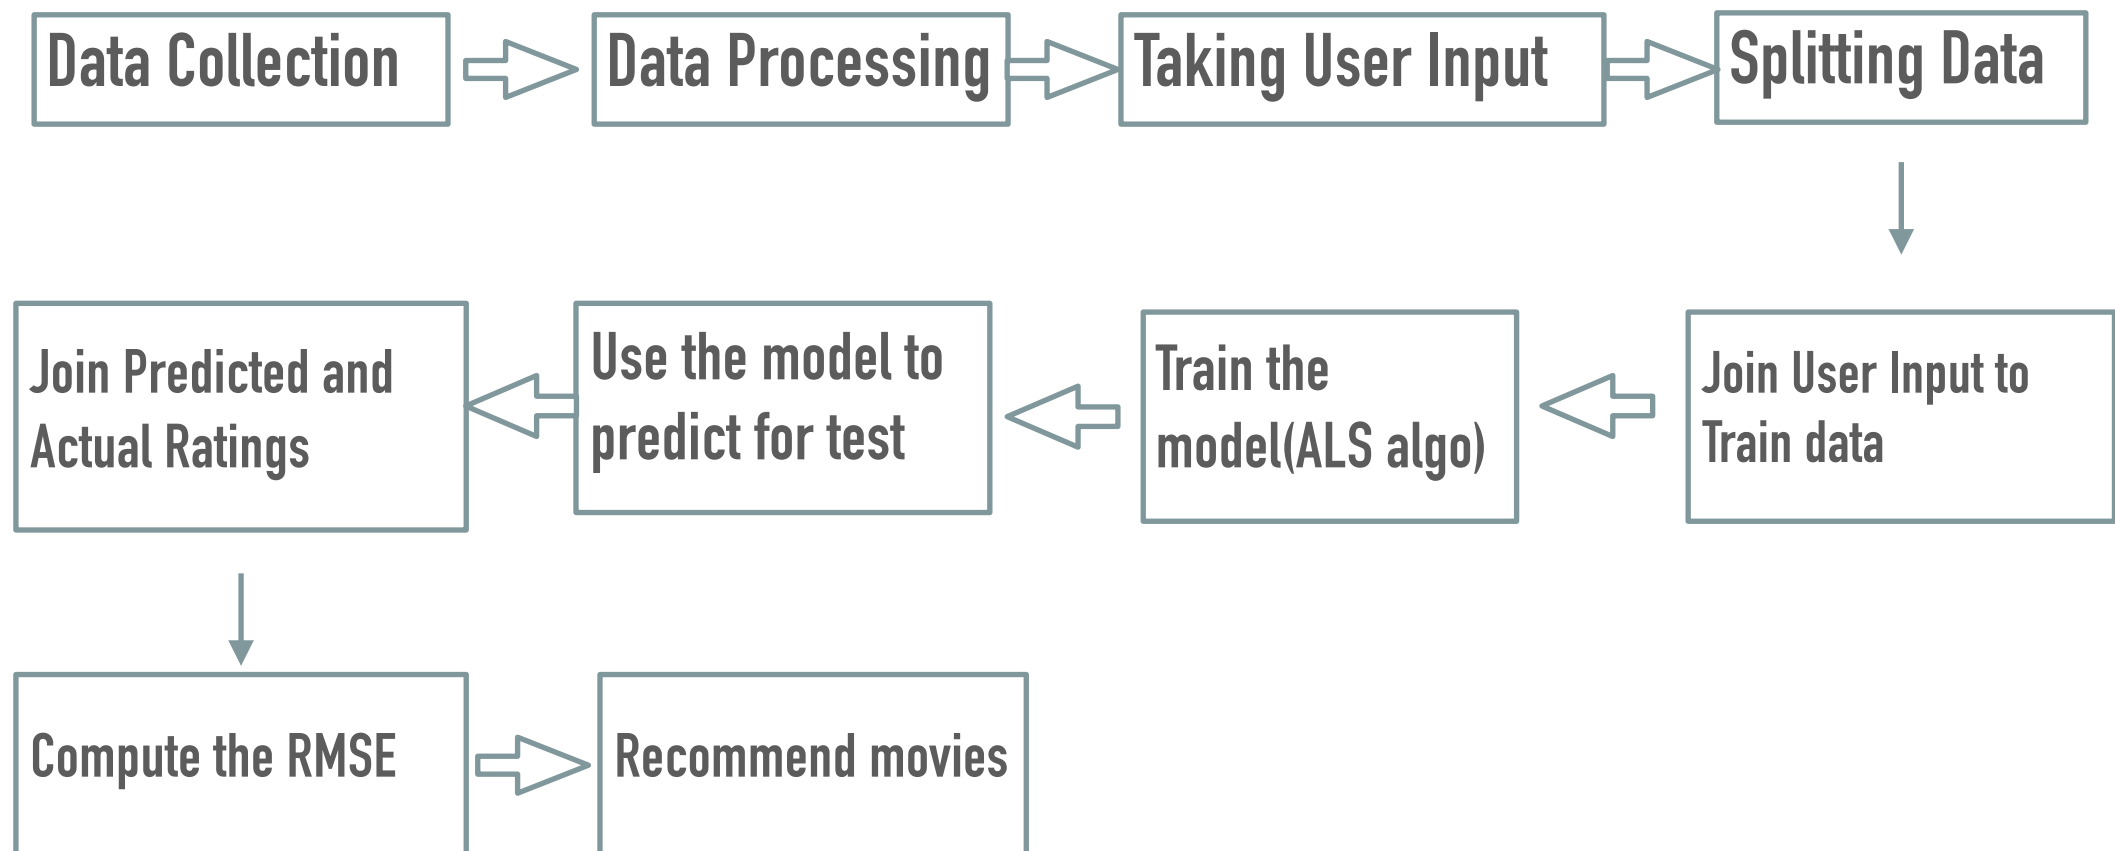 Data Collection
Data Processing
Taking User Input
Splitting Data
Join User Input to
Train data
Train the
model(ALS algo)
Use the model to
predict for test
Join Predicted and
Actual Ratings
Compute the RMSE
Recommend movies